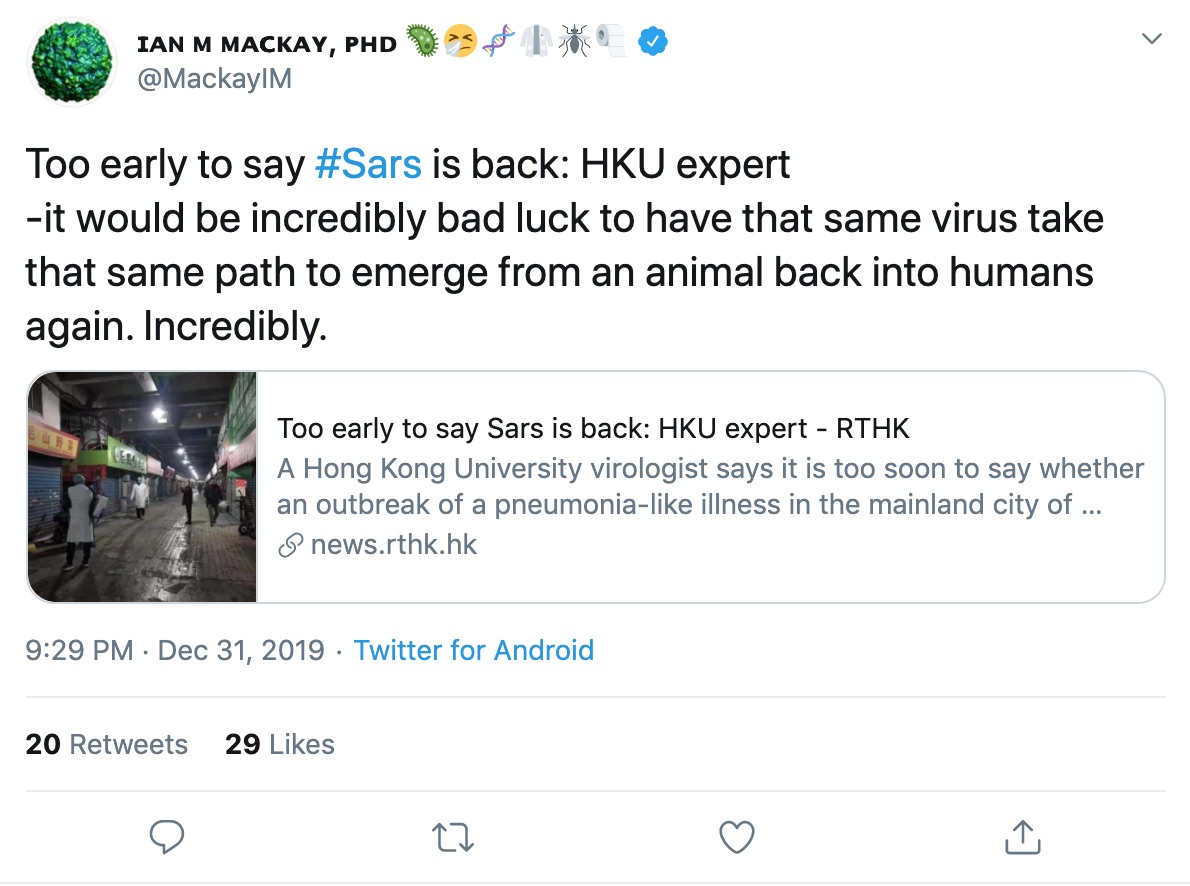 IAN M MACKAY, PHD 🦠🤧🧬🥼🦟🧻
@MackayIM
Too early to say #Sars is back: HKU expert
-it would be incredibly bad luck to have that same virus take
that same path to emerge from an animal back into humans
again. Incredibly.
Too early to say Sars is back: HKU expert - RTHK
A Hong Kong University virologist says it is too soon to say whether
an outbreak of a pneumonia-like illness in the mainland city of ...
news.rthk.hk
9:29 PM · Dec 31, 2019 · Twitter for Android
20 Retweets 29 Likes